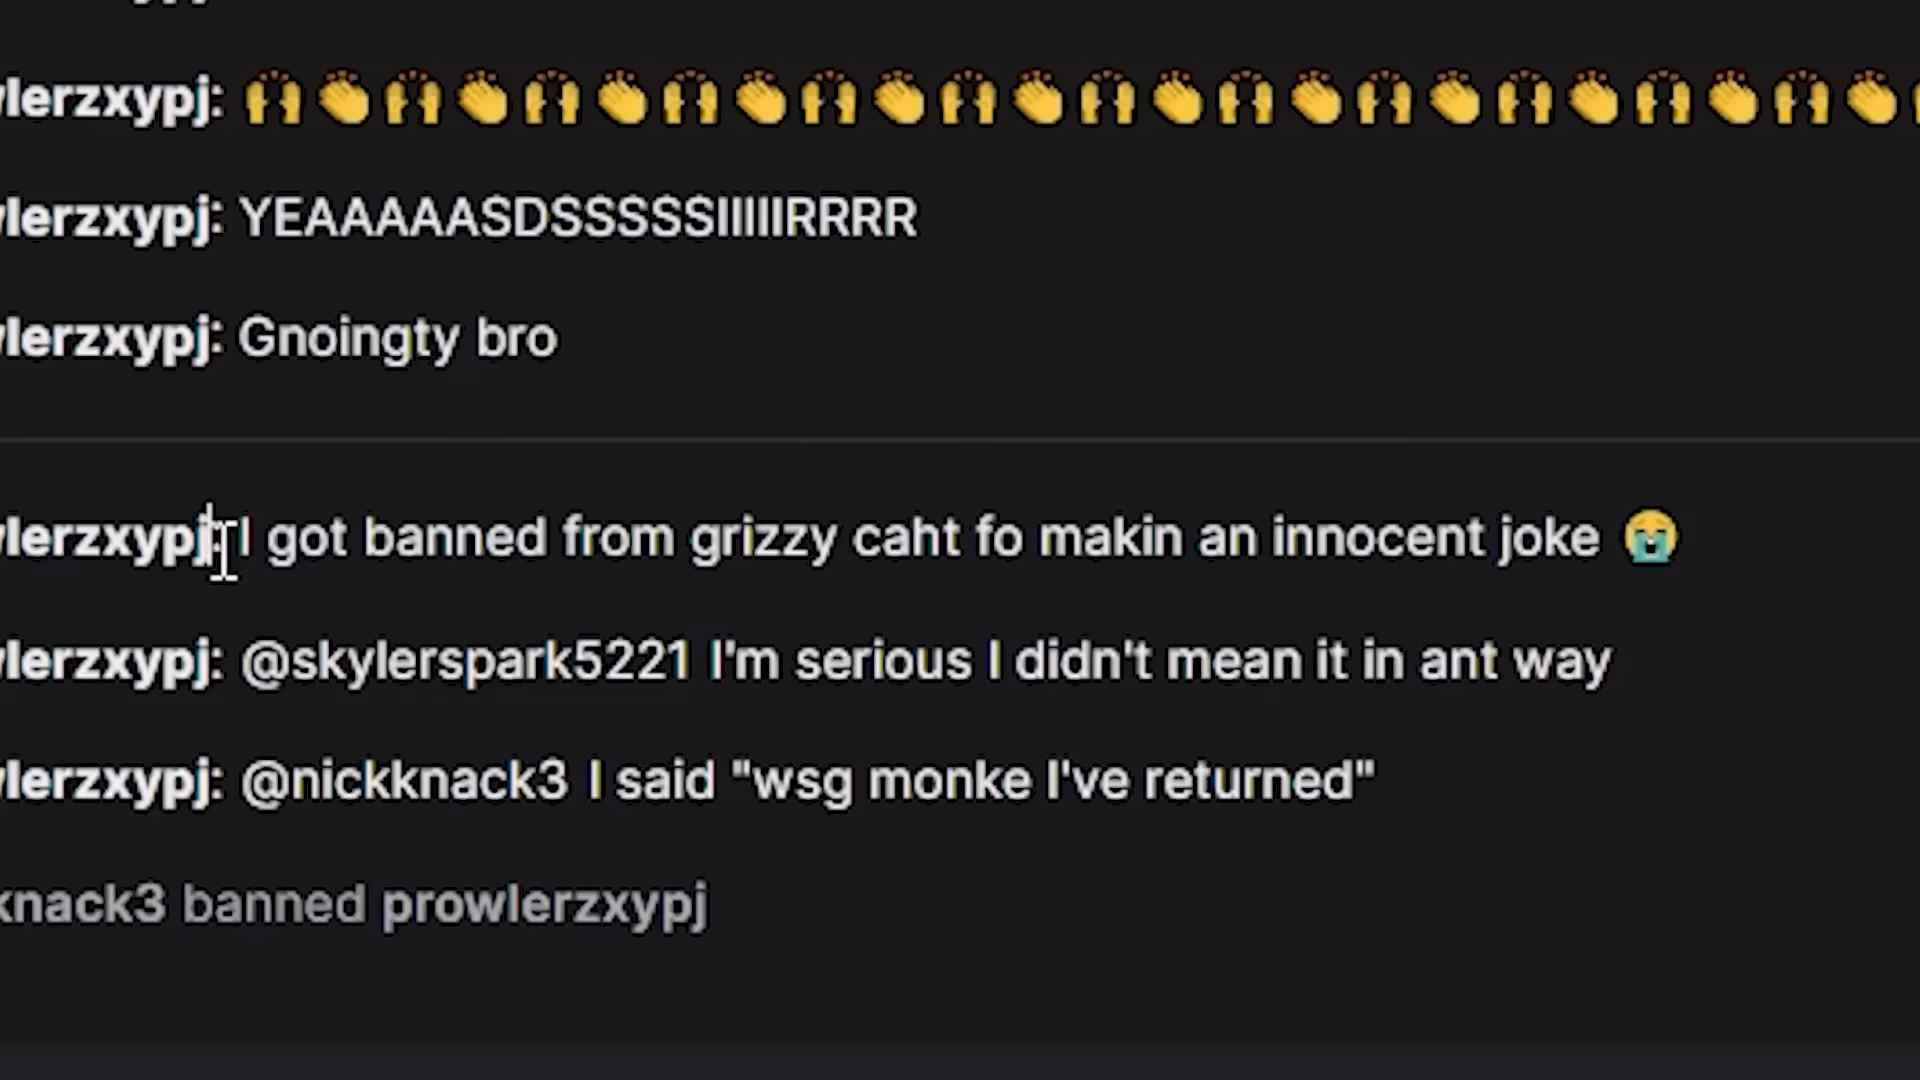 lerzxypj: 🙌👏🙌👏🙌👏🙌👏🙌👏🙌👏🙌👏🙌👏🙌👏🙌👏🙌👏🙌👏
lerzxypj: YEAAAAASDSSSSSIIIIIRRRR
lerzxypj: Gnoingty bro
lerzxypj: I got banned from grizzy caht fo makin an innocent joke 😭
lerzxypj: @skylerspark5221 I'm serious I didn't mean it in ant way
lerzxypj: @nickknack3 I said "wsg monke I've returned"
knack3 banned prowlerzxypj